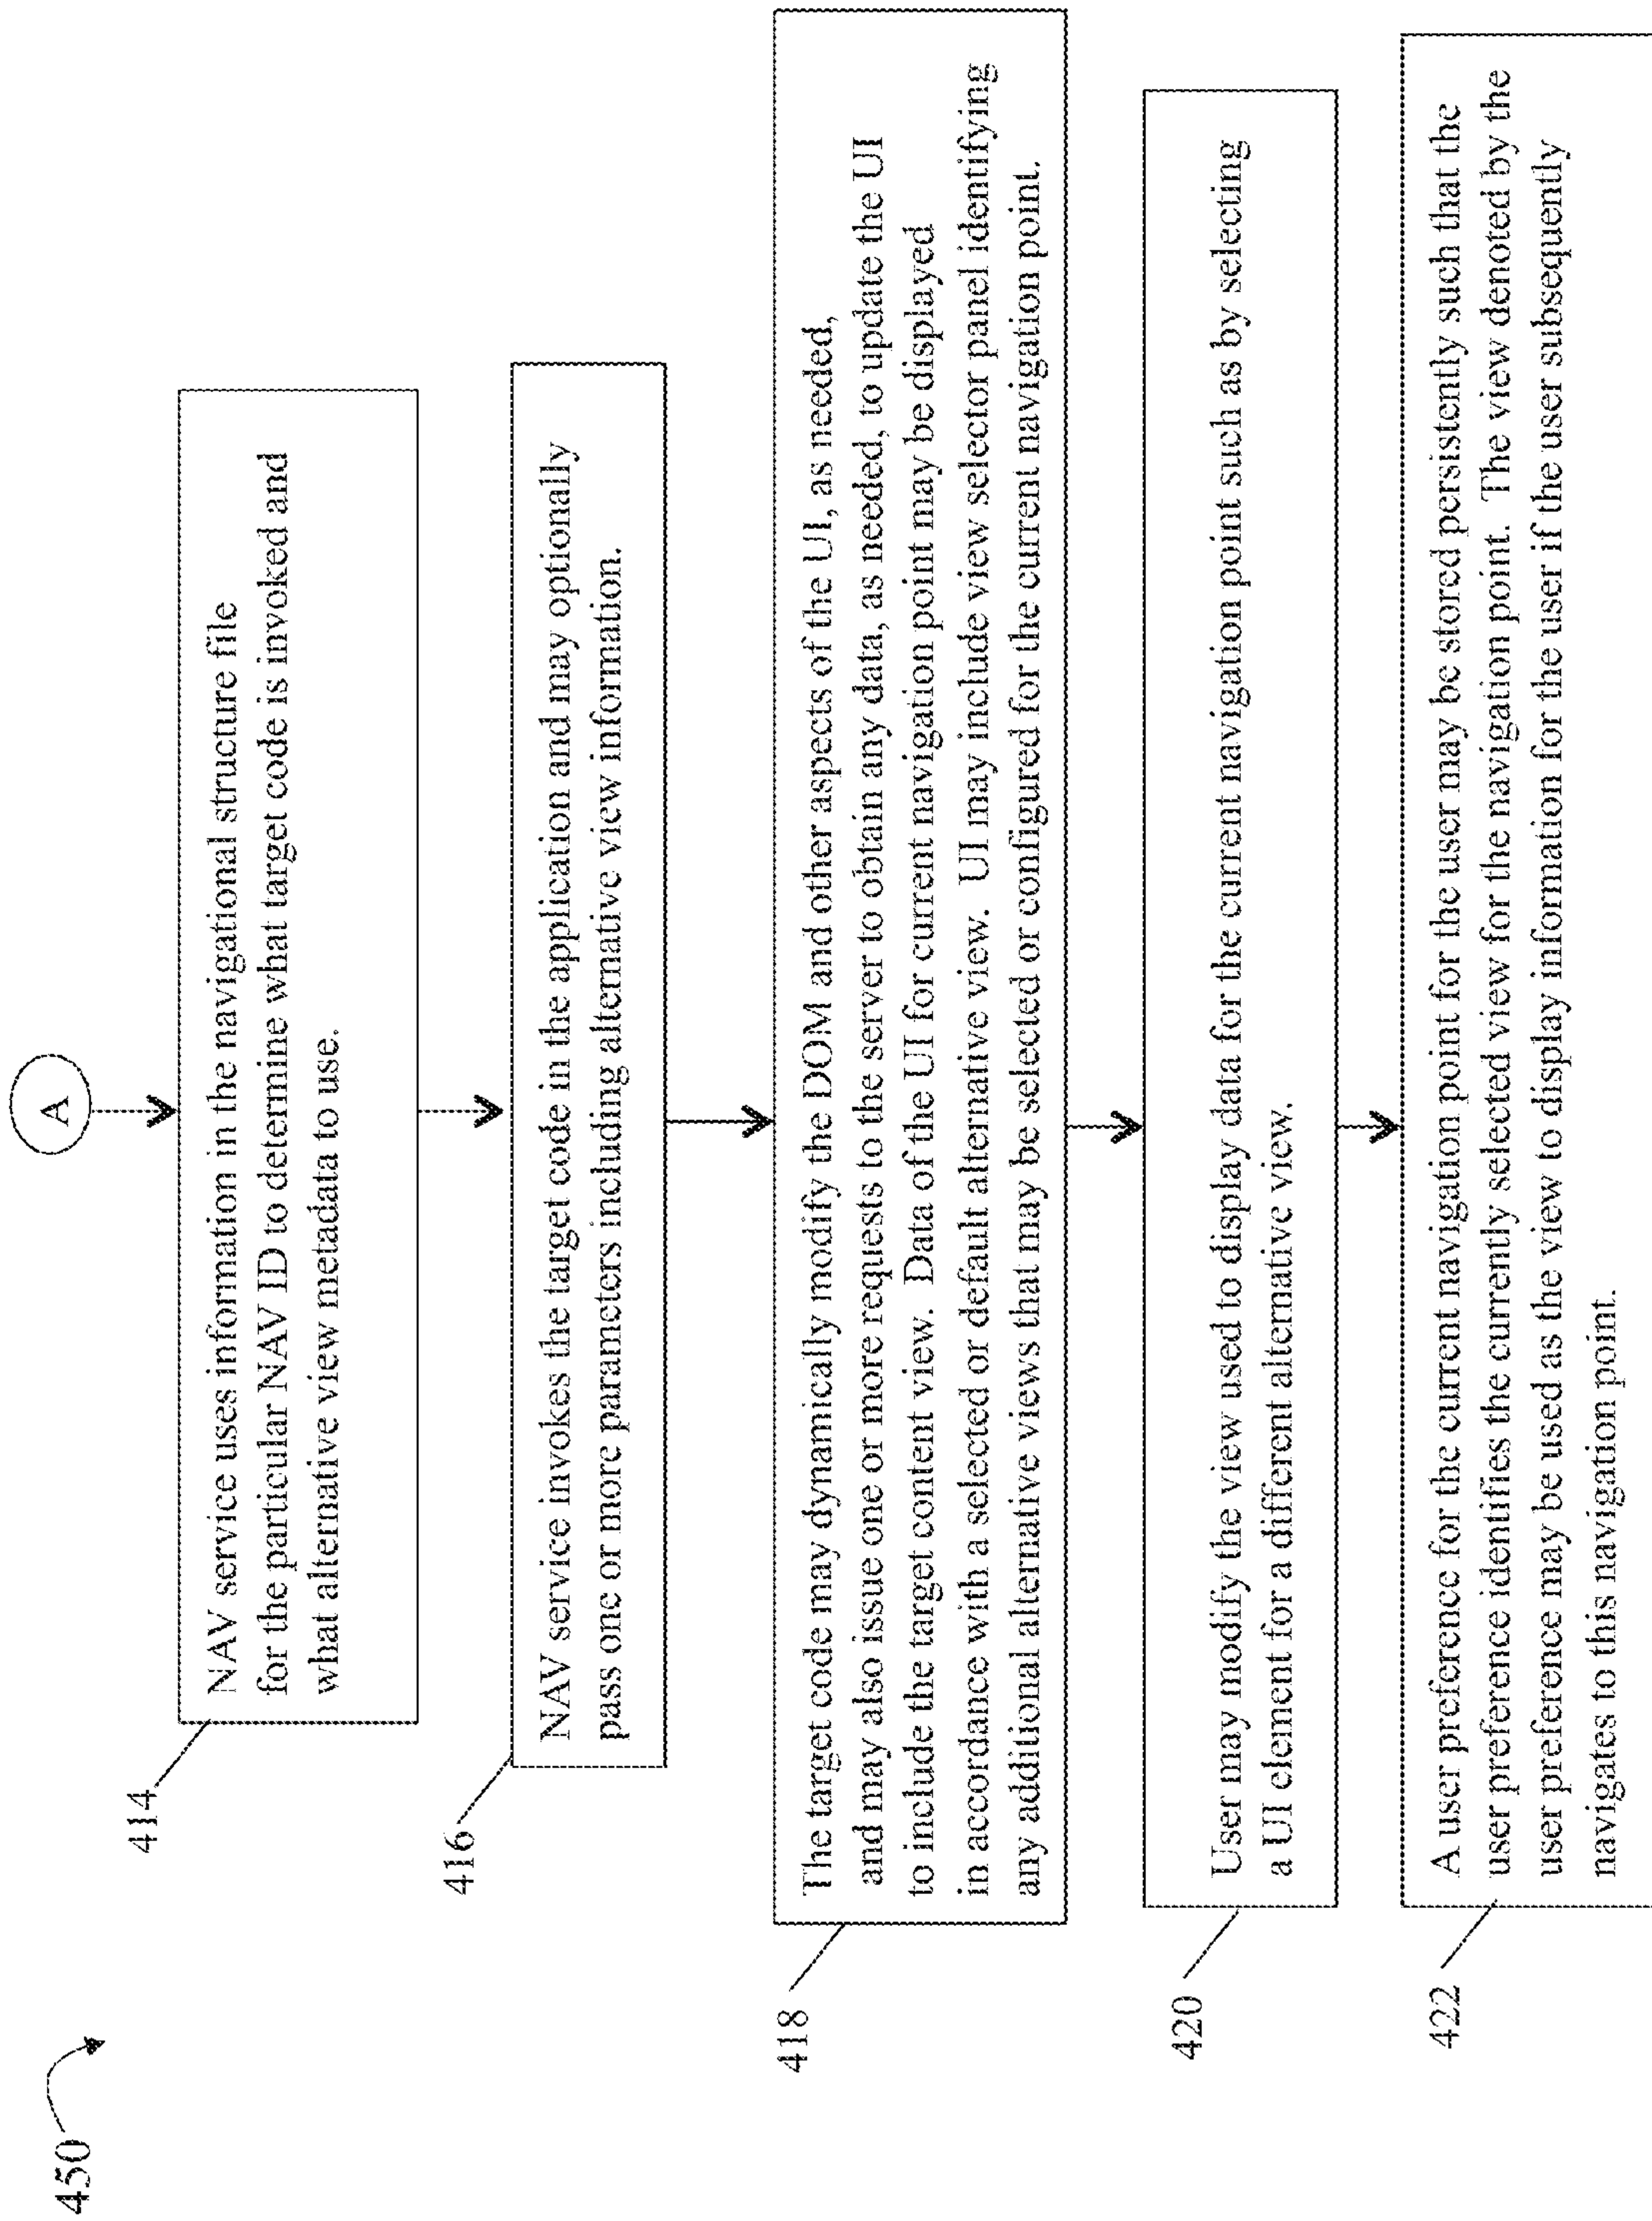 450
A
414
NAV service uses information in the navigational structure file
for the particular NAV ID to determine what target code is invoked and
what alternative view metadata to use.
416
NAV service invokes the target code in the application and may optionally
pass one or more parameters including alternative view information.
418
The target code may dynamically modify the DOM and other aspects of the UI, as needed,
and may also issue one or more requests to the server to obtain any data, as needed, to update the UI
to include the target content view. Data of the UI for current navigation point may be displayed
in accordance with a selected or default alternative view. UI may include view selector panel identifying
any additional alternative views that may be selected or configured for the current navigation point.
420
User may modify the view used to display data for the current navigation point such as by selecting
a UI element for a different alternative view.
422
A user preference for the current navigation point for the user may be stored persistently such that the
user preference identifies the currently selected view for the navigation point. The view denoted by the
user preference may be used as the view to display information for the user if the user subsequently
navigates to this navigation point.